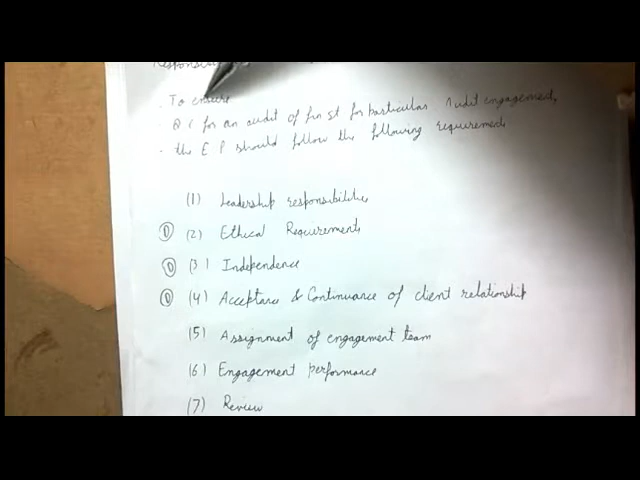 To ensure
Q C for an audit of fin st for particular Audit engagement,
- the E P should follow the following requirements
(1) Leadership responsibilities
D (2) Ethical Requirements
D (3) Independence
D (4) Acceptance & Continuance of client relationship
(5) Assignment of engagement team
(6) Engagement performance
(7) Review